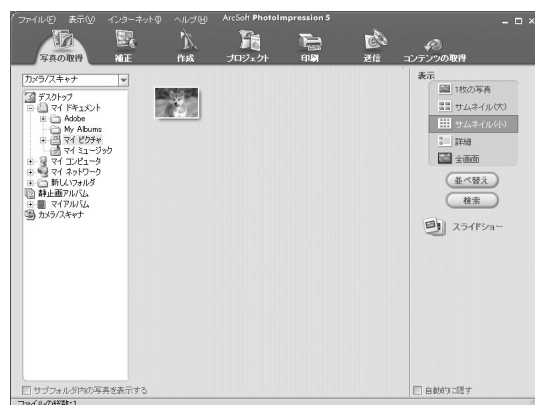 ファイル(F) 表示(V) インターネット(I) ヘルプ(H) ArcSoft PhotoImpression 5
写真の取得 補正 作成 プロジェクト 印刷 送信 コンテンツの取得
カメラ/スキャナ
デスクトップ
マイ ドキュメント
Adobe
My Albums
マイ ピクチャ
マイ ミュージック
マイ コンピュータ
マイ ネットワーク
新しいフォルダ
静止画アルバム
マイアルバム
カメラ/スキャナ
表示
1枚の写真
サムネイル(大)
サムネイル(小)
詳細
全画面
並べ替え
検索
スライドショー
サブフォルダ内の写真を表示する
自動的に隠す
ファイルの総数:1